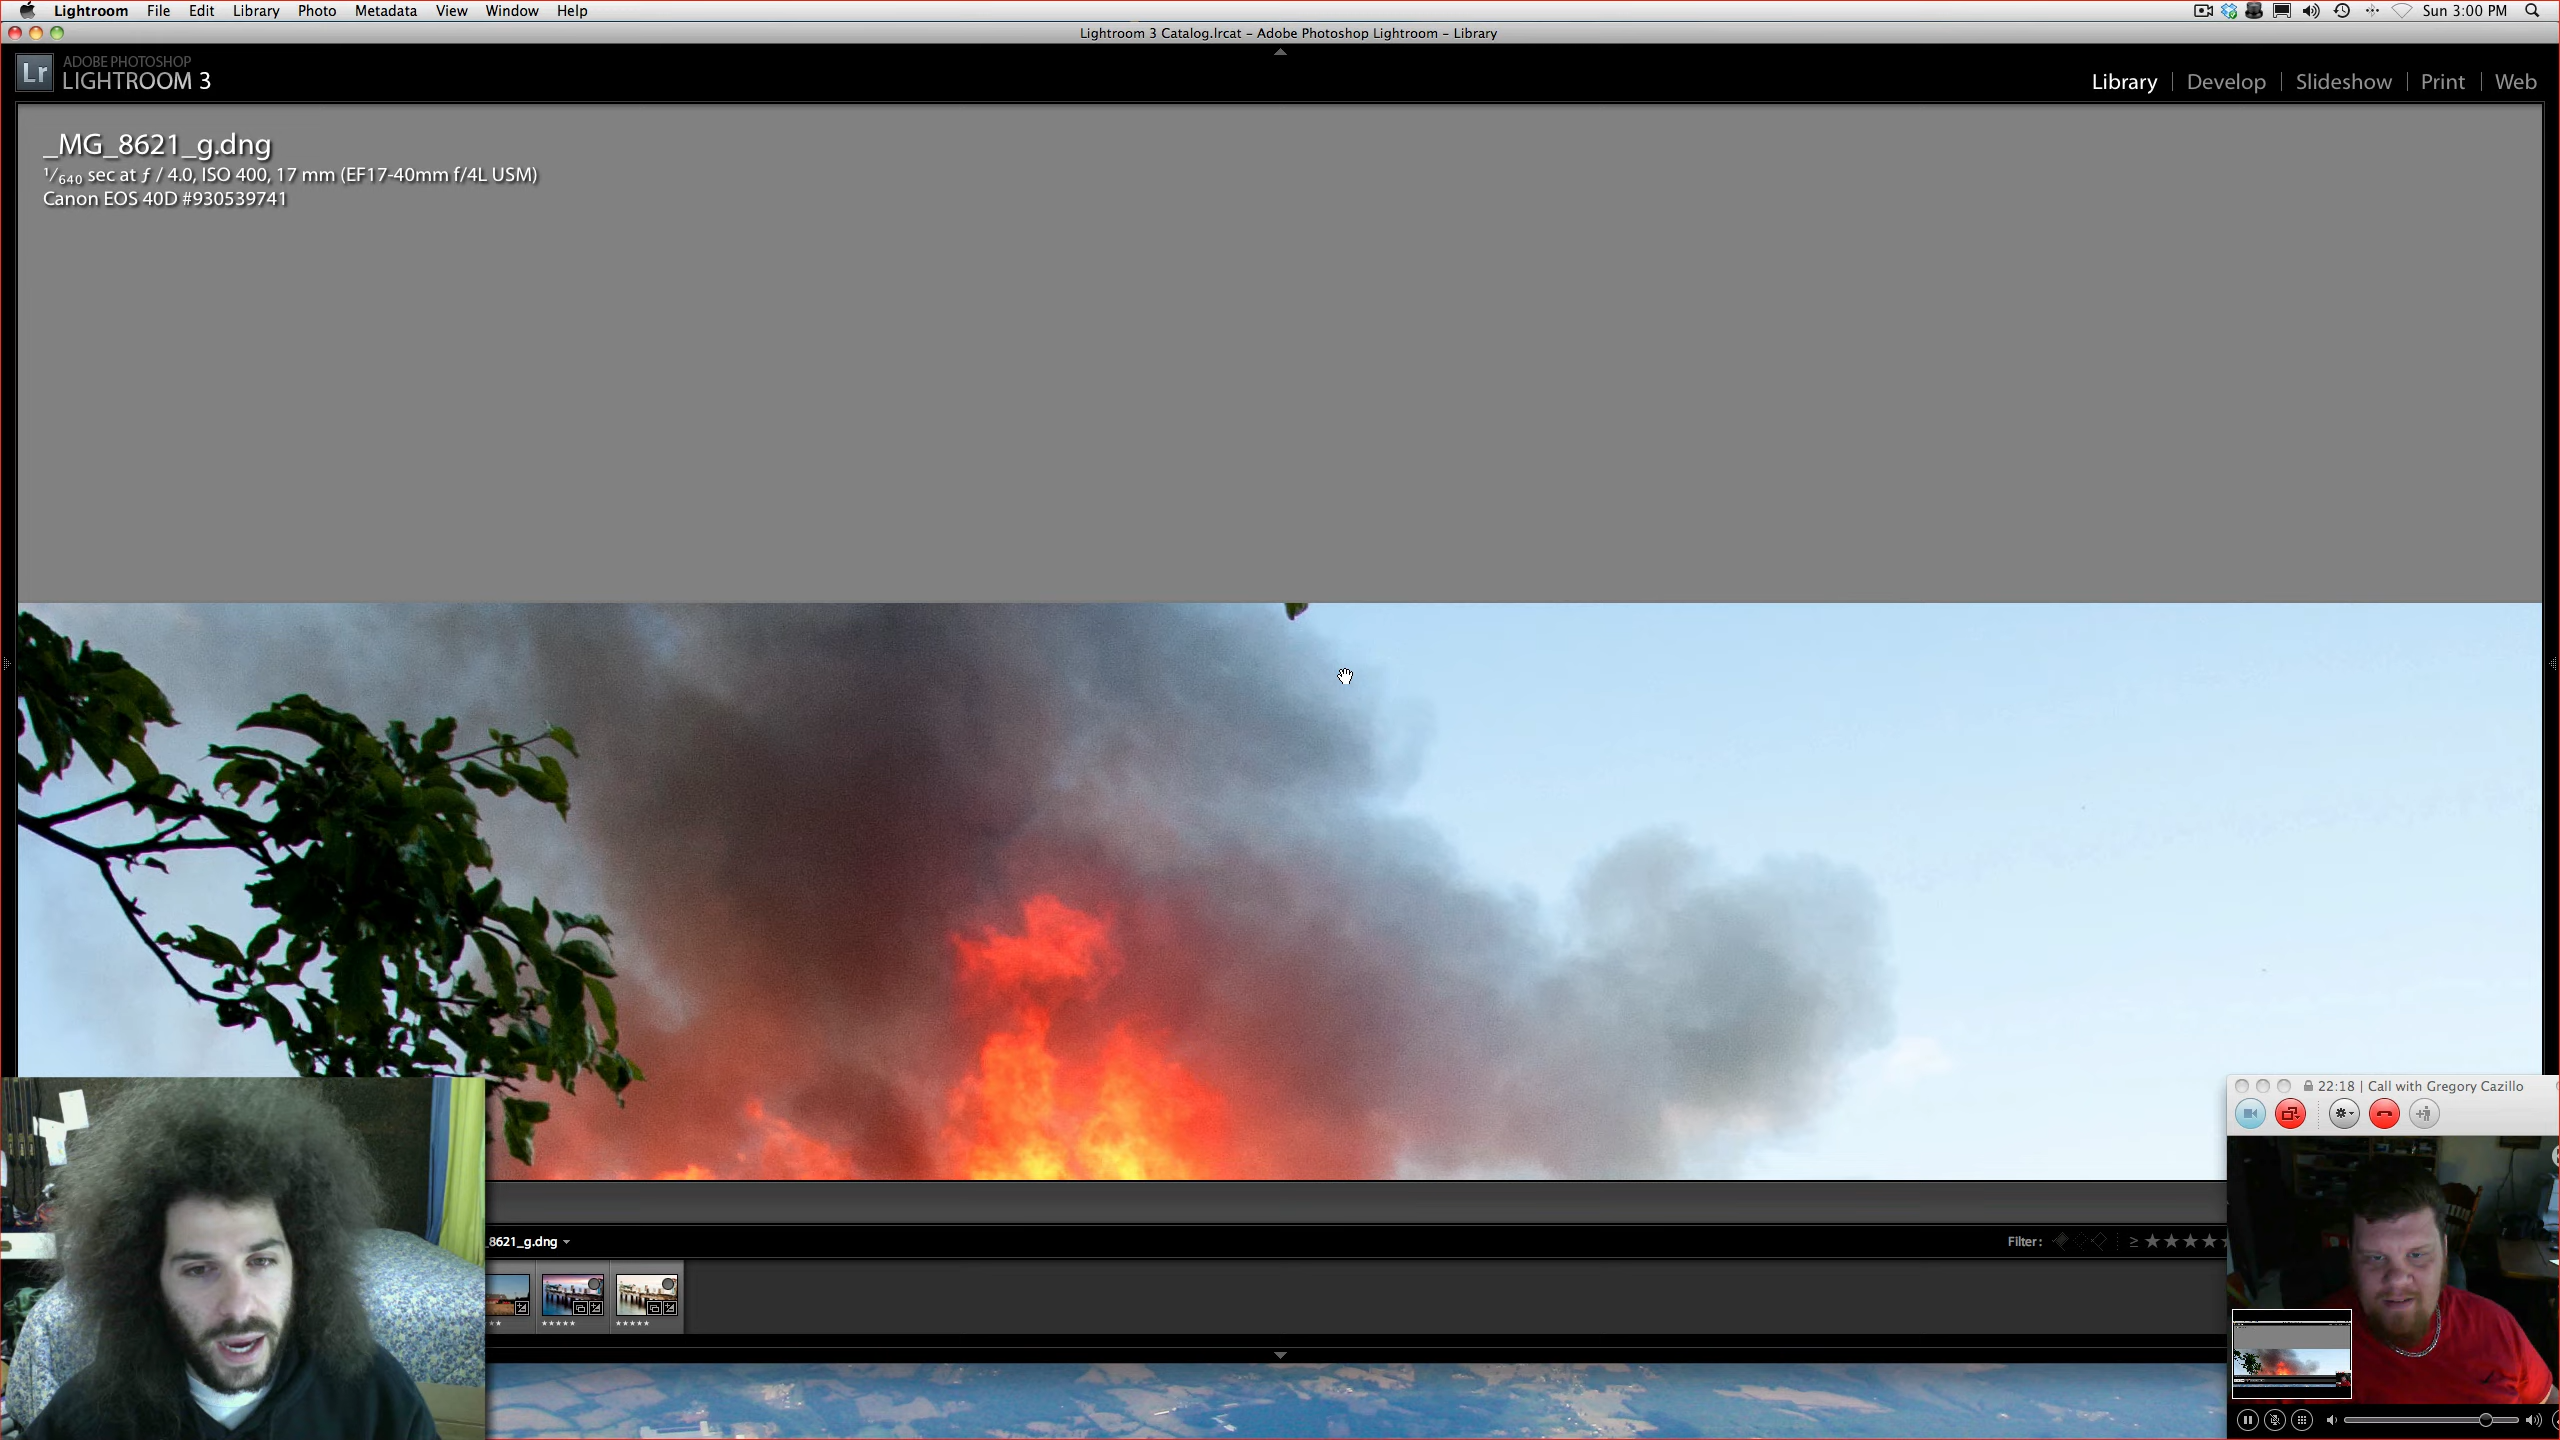 Lightroom File Edit Library Photo Metadata View Window Help Sun 3:00 PM
Lightroom 3 Catalog.lrcat – Adobe Photoshop Lightroom – Library
Lr ADOBE PHOTOSHOP
LIGHTROOM 3
Library | Develop | Slideshow | Print | Web
_MG_8621_g.dng
1/640 sec at ƒ / 4.0, ISO 400, 17 mm (EF17-40mm f/4L USM)
Canon EOS 40D #930539741
22:18 | Call with Gregory Cazillo
_8621_g.dng
Filter: ≥ ★★★★★